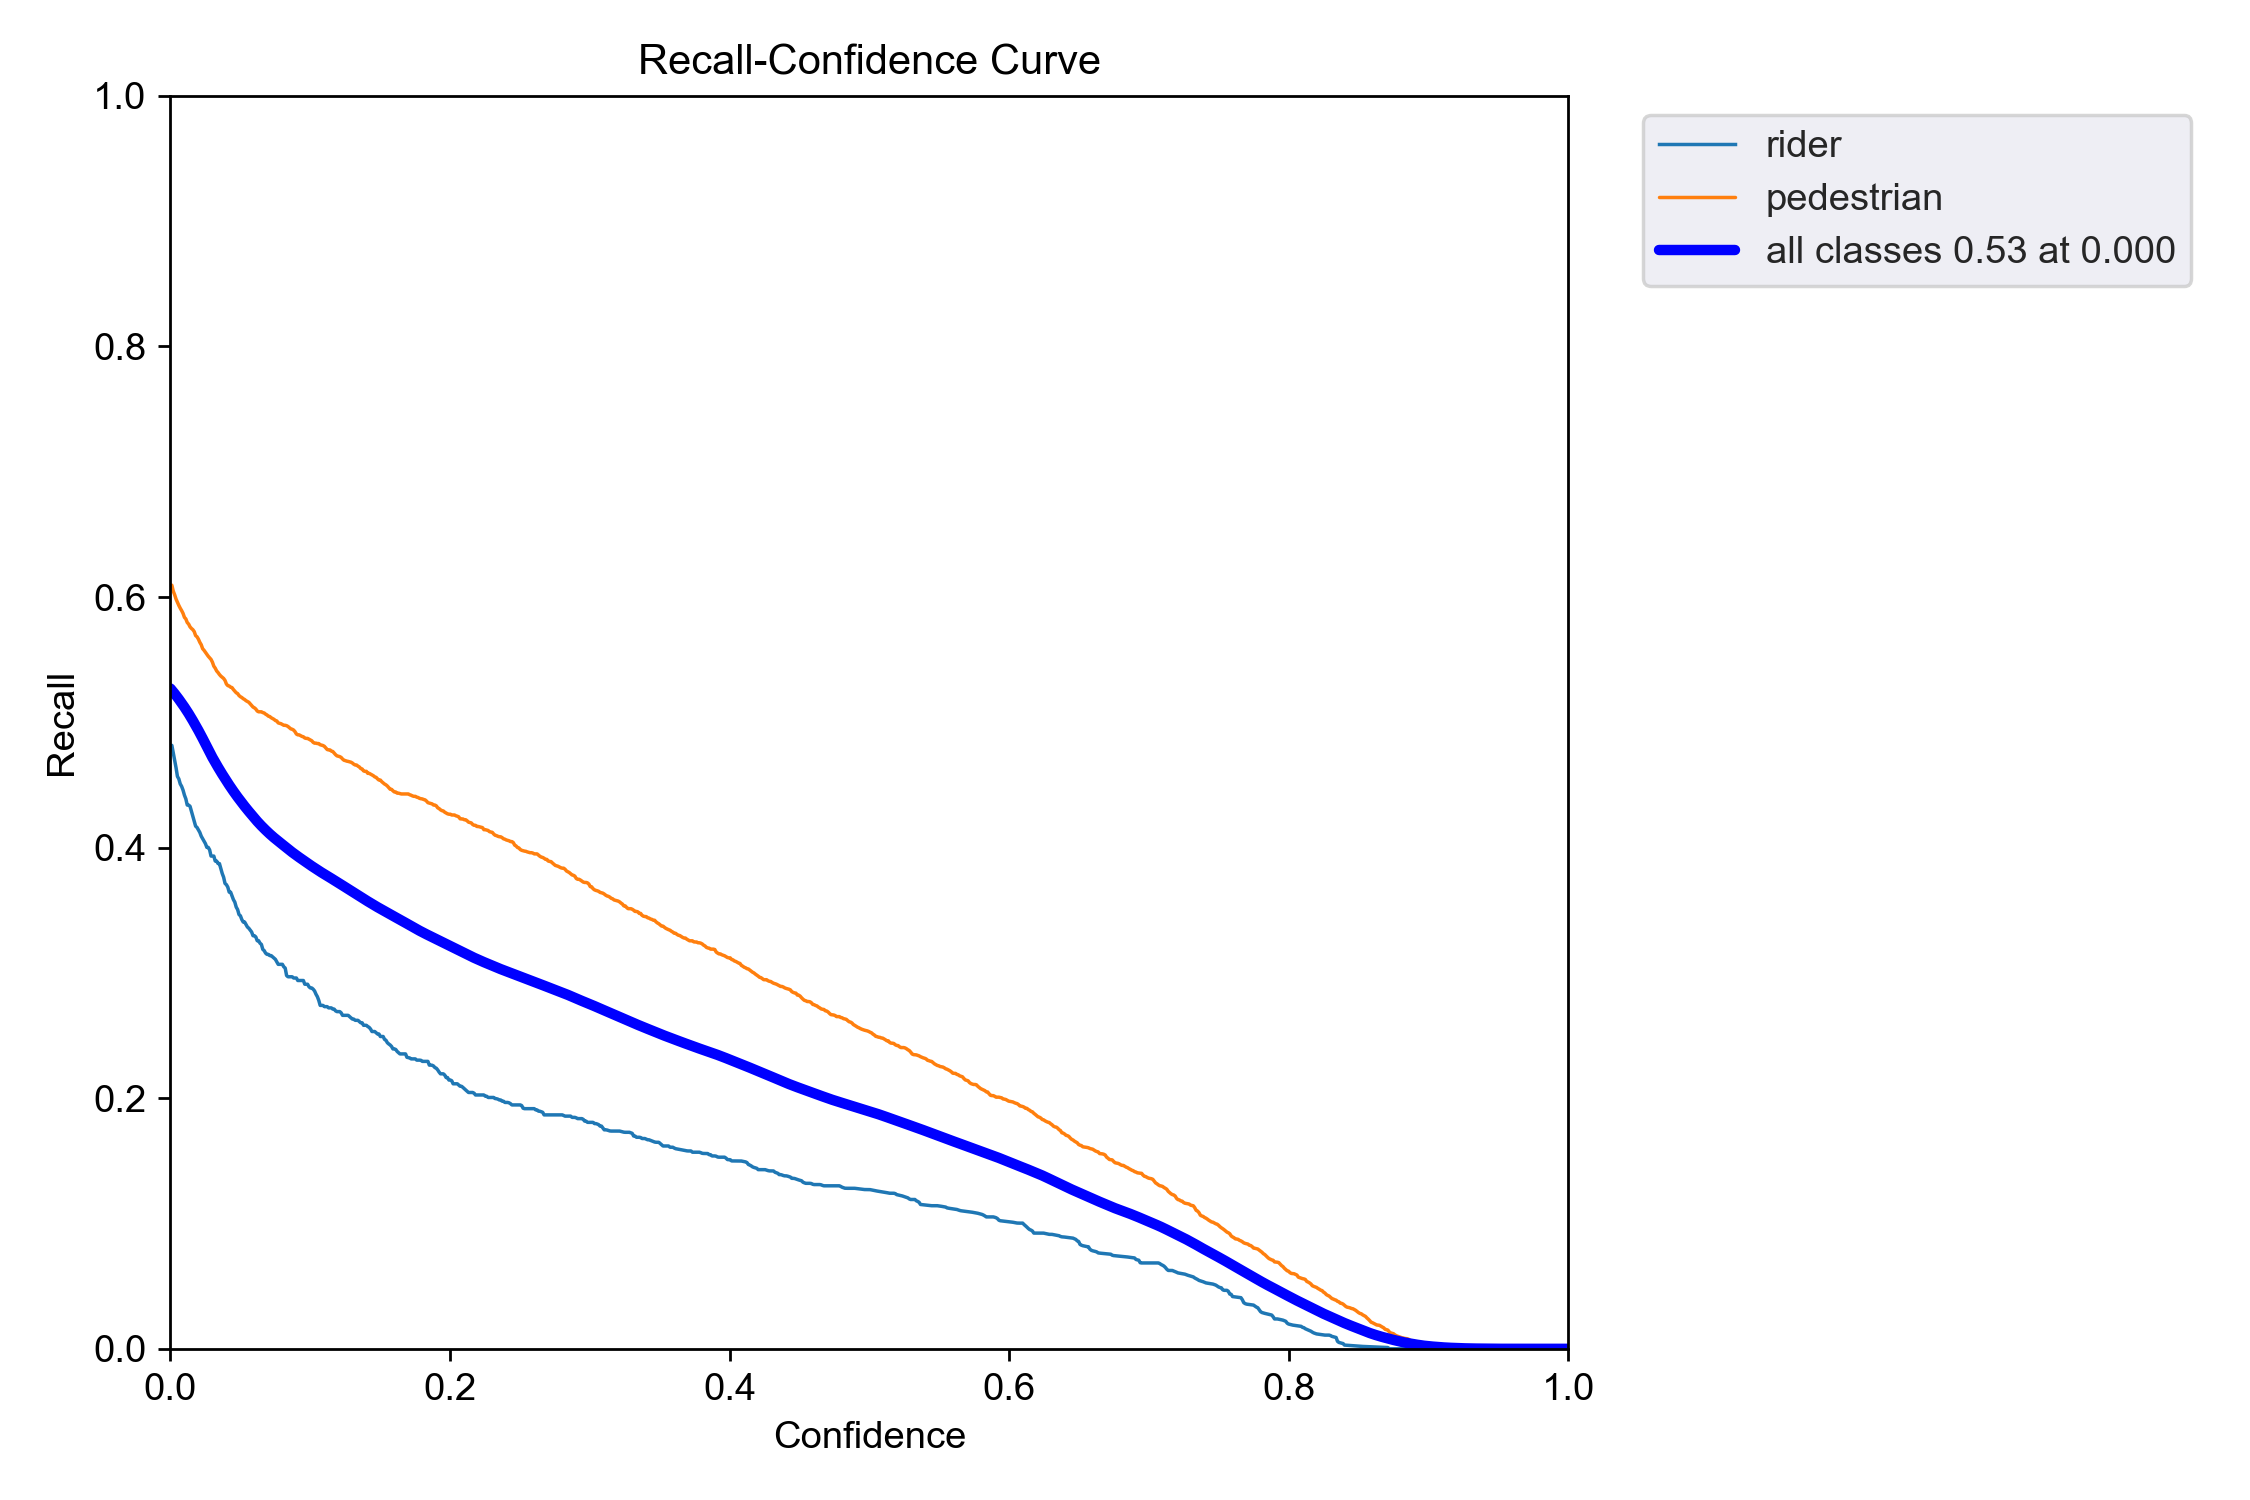 Recall-Confidence Curve
1.0
0.8
0.6
0.4
0.2
0.0
Recall
0.0 0.2 0.4 0.6 0.8 1.0
Confidence
rider
pedestrian
all classes 0.53 at 0.000